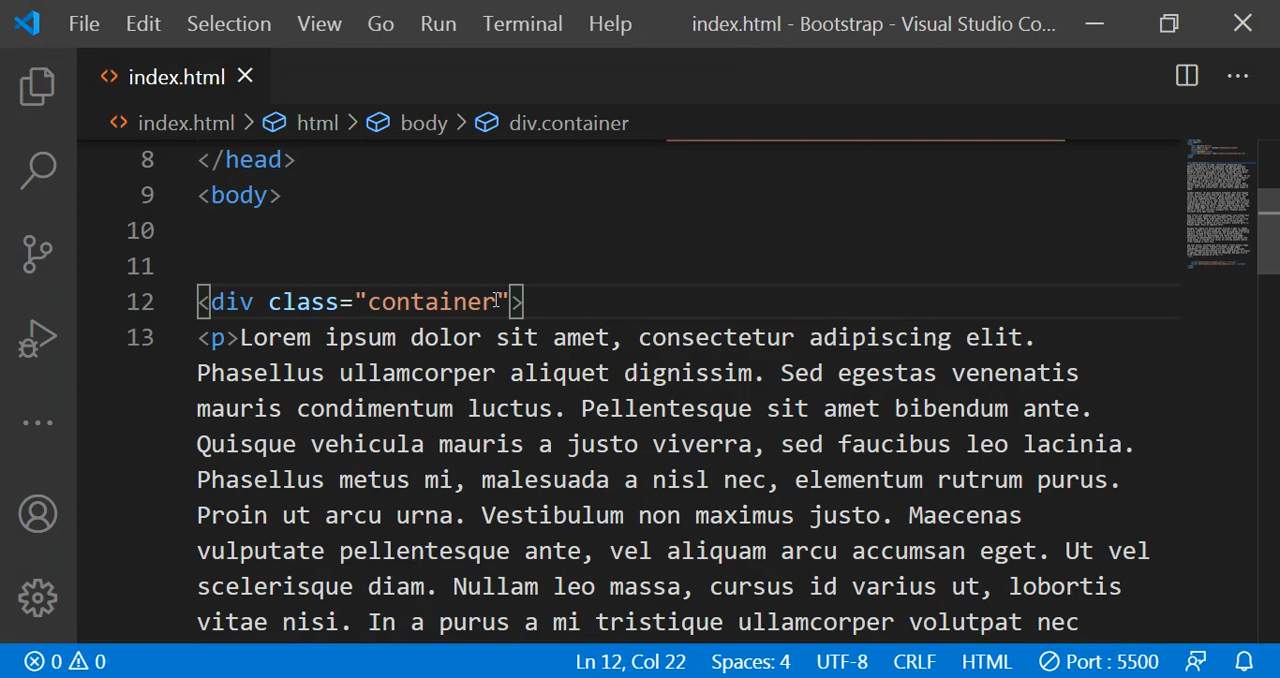 File Edit Selection View Go Run Terminal Help index.html - Bootstrap - Visual Studio Co...
index.html
index.html > html > body > div.container
8 </head>
9 <body>
10
11
12 <div class="container">
13 <p>Lorem ipsum dolor sit amet, consectetur adipiscing elit.
Phasellus ullamcorper aliquet dignissim. Sed egestas venenatis
mauris condimentum luctus. Pellentesque sit amet bibendum ante.
Quisque vehicula mauris a justo viverra, sed faucibus leo lacinia.
Phasellus metus mi, malesuada a nisl nec, elementum rutrum purus.
Proin ut arcu urna. Vestibulum non maximus justo. Maecenas
vulputate pellentesque ante, vel aliquam arcu accumsan eget. Ut vel
scelerisque diam. Nullam leo massa, cursus id varius ut, lobortis
vitae nisi. In a purus a mi tristique ullamcorper volutpat nec
0 0 Ln 12, Col 22 Spaces: 4 UTF-8 CRLF HTML Port : 5500